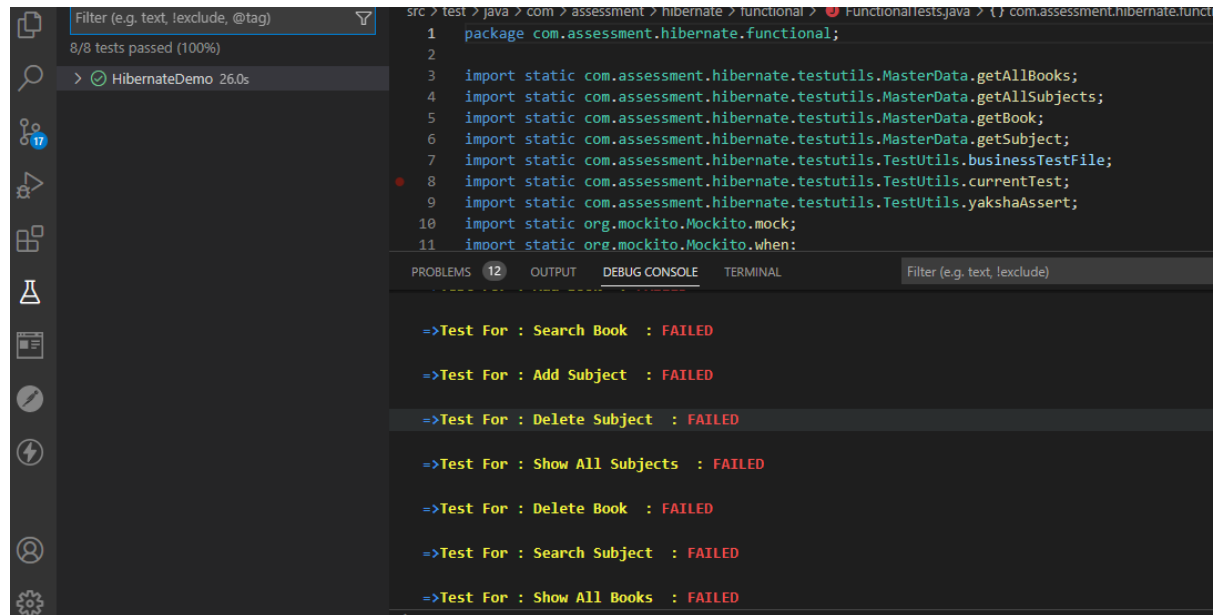 Filter (e.g. text, !exclude, @tag)
8/8 tests passed (100%)
HibernateDemo 26.0s
17
src > test > java > com > assessment > hibernate > functional > FunctionalTests.java > {} com.assessment.hibernate.functi
1 package com.assessment.hibernate.functional;
2
3 import static com.assessment.hibernate.testutils.MasterData.getAllBooks;
4 import static com.assessment.hibernate.testutils.MasterData.getAllSubjects;
5 import static com.assessment.hibernate.testutils.MasterData.getBook;
6 import static com.assessment.hibernate.testutils.MasterData.getSubject;
7 import static com.assessment.hibernate.testutils.TestUtils.businessTestFile;
8 import static com.assessment.hibernate.testutils.TestUtils.currentTest;
9 import static com.assessment.hibernate.testutils.TestUtils.yakshaAssert;
10 import static org.mockito.Mockito.mock;
11 import static org.mockito.Mockito.when;
PROBLEMS 12 OUTPUT DEBUG CONSOLE TERMINAL Filter (e.g. text, !exclude)
=>Test For : Search Book : FAILED
=>Test For : Add Subject : FAILED
=>Test For : Delete Subject : FAILED
=>Test For : Show All Subjects : FAILED
=>Test For : Delete Book : FAILED
=>Test For : Search Subject : FAILED
=>Test For : Show All Books : FAILED